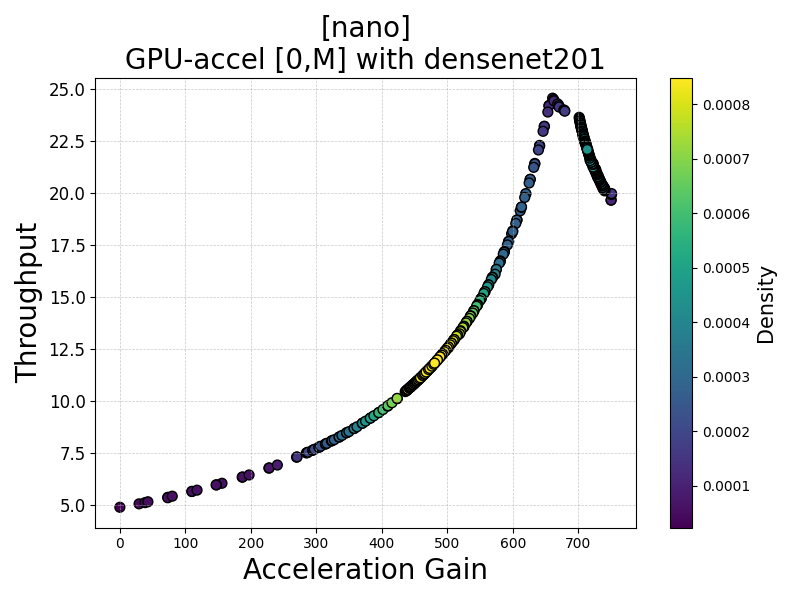 [nano]
GPU-accel [0,M] with densenet201
25.0
22.5
20.0
17.5
15.0
12.5
10.0
7.5
5.0
Throughput
0 100 200 300 400 500 600 700
Acceleration Gain
0.0008
0.0007
0.0006
0.0005
0.0004
0.0003
0.0002
0.0001
Density